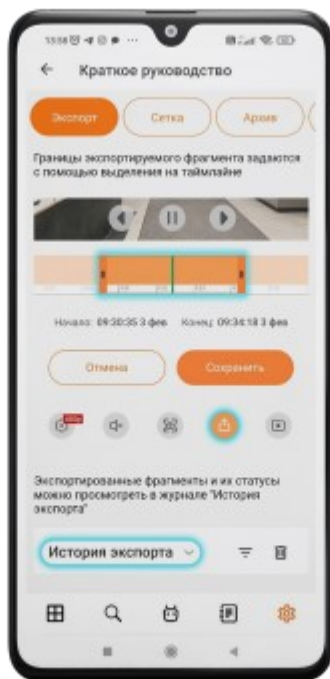 13:58
Краткое руководство
Экспорт Сетка Архив
Границы экспортируемого фрагмента задаются
с помощью выделения на таймлайне
Начало: 09:30:35 3 фев Конец: 09:34:18 3 фев
Отмена Сохранить
Экспортированные фрагменты и их статусы
можно просмотреть в журнале "История
экспорта"
История экспорта